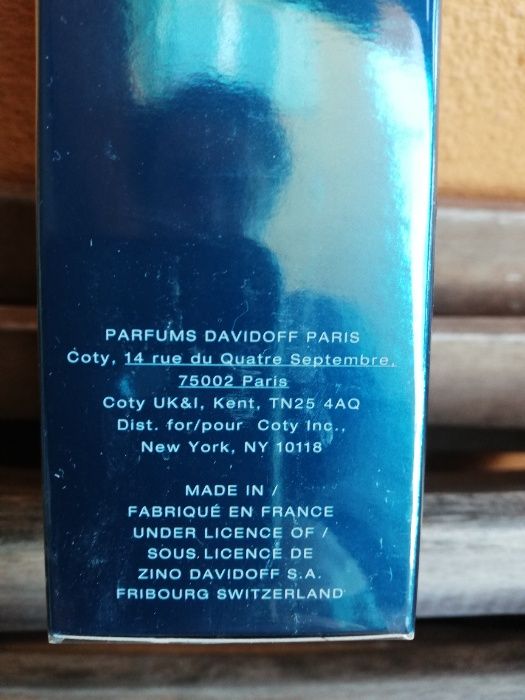 PARFUMS DAVIDOFF PARIS
Coty, 14 rue du Quatre Septembre,
75002 Paris
Coty UK&I, Kent, TN25 4AQ
Dist. for/pour Coty Inc.,
New York, NY 10118
MADE IN /
FABRIQUÉ EN FRANCE
UNDER LICENCE OF /
SOUS LICENCE DE
ZINO DAVIDOFF S.A.
FRIBOURG SWITZERLAND